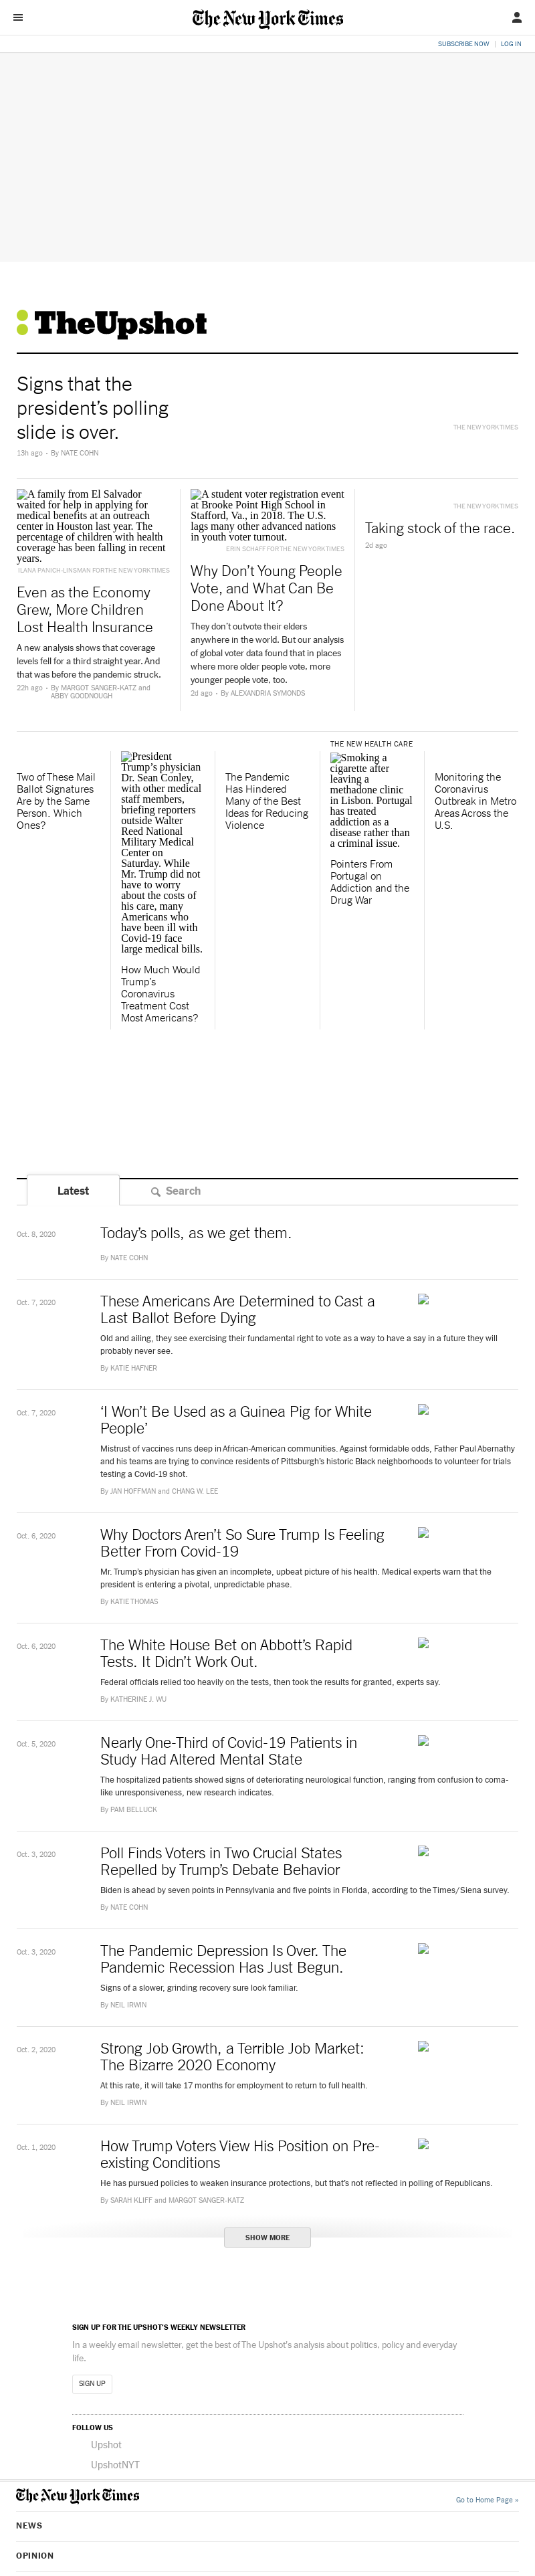 The New York Times
SUBSCRIBE NOW | LOG IN
TheUpshot
Signs that the
president's polling
slide is over.
13h ago • By NATE COHN
THE NEW YORK TIMES
A family from El Salvador
waited for help in applying for
medical benefits at an outreach
center in Houston last year. The
percentage of children with health
coverage has been falling in recent
years.
ILANA PANICH-LINSMAN FOR THE NEW YORK TIMES
Even as the Economy
Grew, More Children
Lost Health Insurance
A new analysis shows that coverage
levels fell for a third straight year. And
that was before the pandemic struck.
22h ago • By MARGOT SANGER-KATZ and
ABBY GOODNOUGH
A student voter registration event
at Brooke Point High School in
Stafford, Va., in 2018. The U.S.
lags many other advanced nations
in youth voter turnout.
ERIN SCHAFF FOR THE NEW YORK TIMES
Why Don't Young People
Vote, and What Can Be
Done About It?
They don't outvote their elders
anywhere in the world. But our analysis
of global voter data found that in places
where more older people vote, more
younger people vote, too.
2d ago • By ALEXANDRIA SYMONDS
THE NEW YORK TIMES
Taking stock of the race.
2d ago
Two of These Mail
Ballot Signatures
Are by the Same
Person. Which
Ones?
President
Trump's physician
Dr. Sean Conley,
with other medical
staff members,
briefing reporters
outside Walter
Reed National
Military Medical
Center on
Saturday. While
Mr. Trump did not
have to worry
about the costs of
his care, many
Americans who
have been ill with
Covid-19 face
large medical bills.
How Much Would
Trump's
Coronavirus
Treatment Cost
Most Americans?
The Pandemic
Has Hindered
Many of the Best
Ideas for Reducing
Violence
THE NEW HEALTH CARE
Smoking a
cigarette after
leaving a
methadone clinic
in Lisbon. Portugal
has treated
addiction as a
disease rather than
a criminal issue.
Pointers From
Portugal on
Addiction and the
Drug War
Monitoring the
Coronavirus
Outbreak in Metro
Areas Across the
U.S.
Latest
Search
Oct. 8, 2020
Today's polls, as we get them.
By NATE COHN
Oct. 7, 2020
These Americans Are Determined to Cast a
Last Ballot Before Dying
Old and ailing, they see exercising their fundamental right to vote as a way to have a say in a future they will
probably never see.
By KATIE HAFNER
Oct. 7, 2020
‘I Won't Be Used as a Guinea Pig for White
People’
Mistrust of vaccines runs deep in African-American communities. Against formidable odds, Father Paul Abernathy
and his teams are trying to convince residents of Pittsburgh's historic Black neighborhoods to volunteer for trials
testing a Covid-19 shot.
By JAN HOFFMAN and CHANG W. LEE
Oct. 6, 2020
Why Doctors Aren't So Sure Trump Is Feeling
Better From Covid-19
Mr. Trump's physician has given an incomplete, upbeat picture of his health. Medical experts warn that the
president is entering a pivotal, unpredictable phase.
By KATIE THOMAS
Oct. 6, 2020
The White House Bet on Abbott's Rapid
Tests. It Didn't Work Out.
Federal officials relied too heavily on the tests, then took the results for granted, experts say.
By KATHERINE J. WU
Oct. 5, 2020
Nearly One-Third of Covid-19 Patients in
Study Had Altered Mental State
The hospitalized patients showed signs of deteriorating neurological function, ranging from confusion to coma-
like unresponsiveness, new research indicates.
By PAM BELLUCK
Oct. 3, 2020
Poll Finds Voters in Two Crucial States
Repelled by Trump's Debate Behavior
Biden is ahead by seven points in Pennsylvania and five points in Florida, according to the Times/Siena survey.
By NATE COHN
Oct. 3, 2020
The Pandemic Depression Is Over. The
Pandemic Recession Has Just Begun.
Signs of a slower, grinding recovery sure look familiar.
By NEIL IRWIN
Oct. 2, 2020
Strong Job Growth, a Terrible Job Market:
The Bizarre 2020 Economy
At this rate, it will take 17 months for employment to return to full health.
By NEIL IRWIN
Oct. 1, 2020
How Trump Voters View His Position on Pre-
existing Conditions
He has pursued policies to weaken insurance protections, but that's not reflected in polling of Republicans.
By SARAH KLIFF and MARGOT SANGER-KATZ
SHOW MORE
SIGN UP FOR THE UPSHOT'S WEEKLY NEWSLETTER
In a weekly email newsletter, get the best of The Upshot's analysis about politics, policy and everyday
life.
SIGN UP
FOLLOW US
Upshot
UpshotNYT
The New York Times
Go to Home Page »
NEWS
OPINION